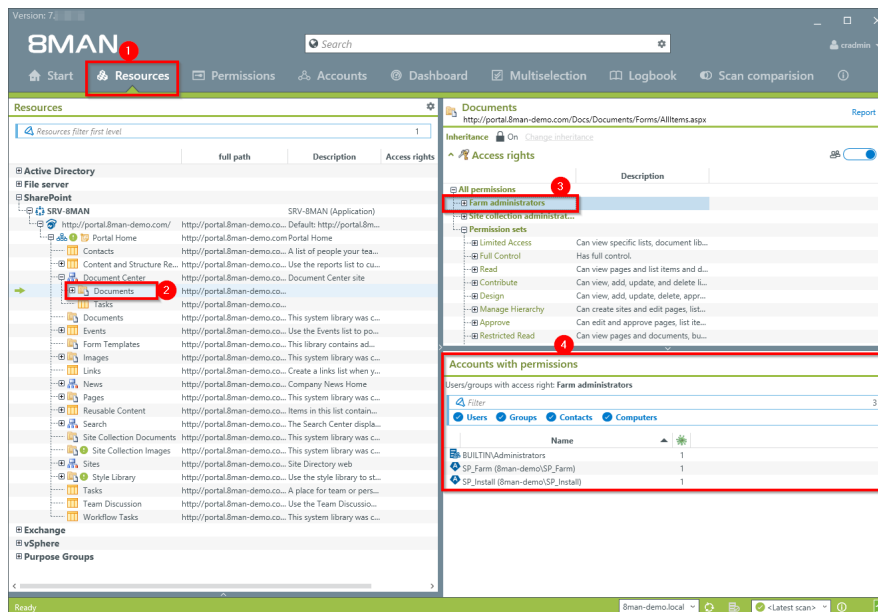 Version: 7.
8MAN
1
Search
cradmin
Start Resources Permissions Accounts Dashboard Multiselection Logbook Scan comparision
Resources
Resources filter first level 1
full path Description Access rights
Active Directory
File server
SharePoint
SRV-8MAN SRV-8MAN (Application)
http://portal.8man-demo.com/ http://portal.8man-demo.co... Default: http://portal.8m...
Portal Home http://portal.8man-demo.com Portal Home
Contacts http://portal.8man-demo.co... A list of people your tea...
Content and Structure Re... http://portal.8man-demo.co... Use the reports list to cu...
Document Center http://portal.8man-demo.co... Document Center site
Documents 2 http://portal.8man-demo.co...
Tasks http://portal.8man-demo.co...
Documents http://portal.8man-demo.co... This system library was c...
Events http://portal.8man-demo.co... Use the Events list to po...
Form Templates http://portal.8man-demo.co... This library contains ad...
Images http://portal.8man-demo.co... This system library was c...
Links http://portal.8man-demo.co... Create a links list when y...
News http://portal.8man-demo.co... Company News Home
Pages http://portal.8man-demo.co... This system library was c...
Reusable Content http://portal.8man-demo.co... Items in this list contain...
Search http://portal.8man-demo.co... The Search Center displa...
Site Collection Documents http://portal.8man-demo.co... This system library was c...
Site Collection Images http://portal.8man-demo.co... This system library was c...
Sites http://portal.8man-demo.co... Site Directory web
Style Library http://portal.8man-demo.co... Use the style library to st...
Tasks http://portal.8man-demo.co... A place for team or pers...
Team Discussion http://portal.8man-demo.co... Use the Team Discussio...
Workflow Tasks http://portal.8man-demo.co... This system library was c...
Exchange
vSphere
Purpose Groups
Documents
http://portal.8man-demo.com/Docs/Documents/Forms/AllItems.aspx
Report
Inheritance On Change inheritance
Access rights
Description
All permissions
3
Farm administrators
Site collection administrat...
Permission sets
Limited Access Can view specific lists, document lib...
Full Control Has full control.
Read Can view pages and list items and d...
Contribute Can view, add, update, and delete li...
Design Can view, add, update, delete, appr...
Manage Hierarchy Can create sites and edit pages, list...
Approve Can edit and approve pages, list ite...
Restricted Read Can view pages and documents, bu...
4
Accounts with permissions
Users/groups with access right: Farm administrators
Filter 3
Users Groups Contacts Computers
Name
BUILTIN\Administrators 1
SP_Farm (8man-demo\SP_Farm) 1
SP_Install (8man-demo\SP_Install) 1
Ready 8man-demo.local <Latest scan>